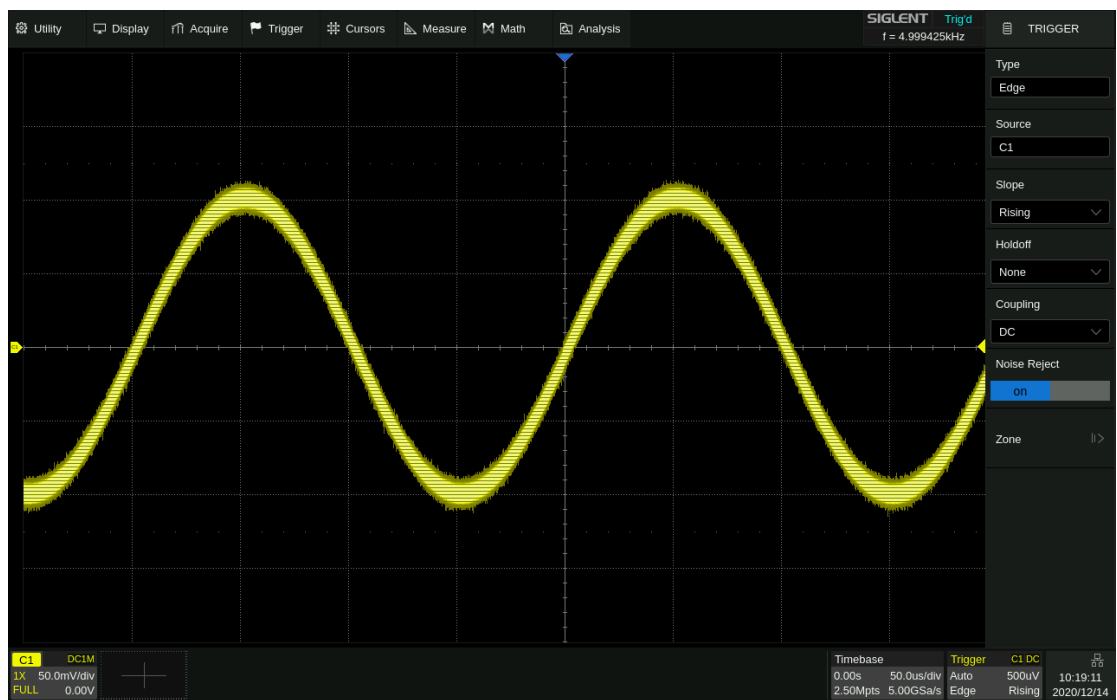 Utility Display Acquire Trigger Cursors Measure Math Analysis
SIGLENT Trig'd
f = 4.999425kHz
TRIGGER
Type
Edge
Source
C1
Slope
Rising
Holdoff
None
Coupling
DC
Noise Reject
on
Zone
C1
C1 DC1M
1X 50.0mV/div
FULL 0.00V
Timebase
0.00s 50.0us/div
2.50Mpts 5.00GSa/s
Trigger C1 DC
Auto 500uV
Edge Rising
10:19:11
2020/12/14